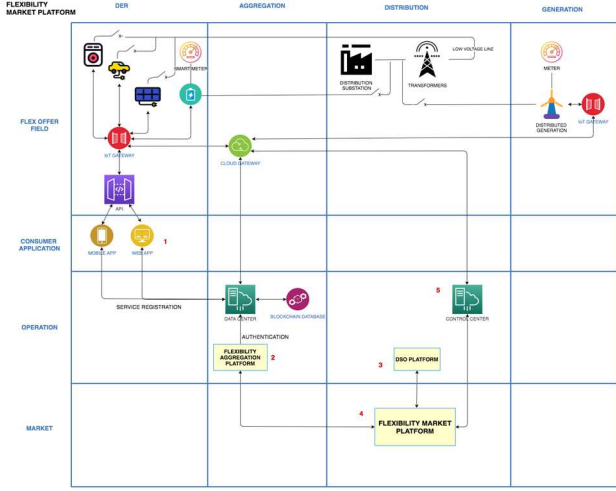 FLEXIBILITY
MARKET PLATFORM
DER
AGGREGATION
DISTRIBUTION
GENERATION
FLEX OFFER
FIELD
SMART METER
DISTRIBUTION
SUBSTATION
TRANSFORMERS
LOW VOLTAGE LINE
METER
DISTRIBUTED
GENERATION
IoT GATEWAY
IoT GATEWAY
CLOUD GATEWAY
API
CONSUMER
APPLICATION
MOBILE APP
WEB APP
1
OPERATION
SERVICE REGISTRATION
DATA CENTER
BLOCKCHAIN DATABASE
AUTHENTICATION
FLEXIBILITY
AGGREGATION
PLATFORM
2
3
DSO PLATFORM
5
CONTROL CENTER
MARKET
4
FLEXIBILITY MARKET
PLATFORM